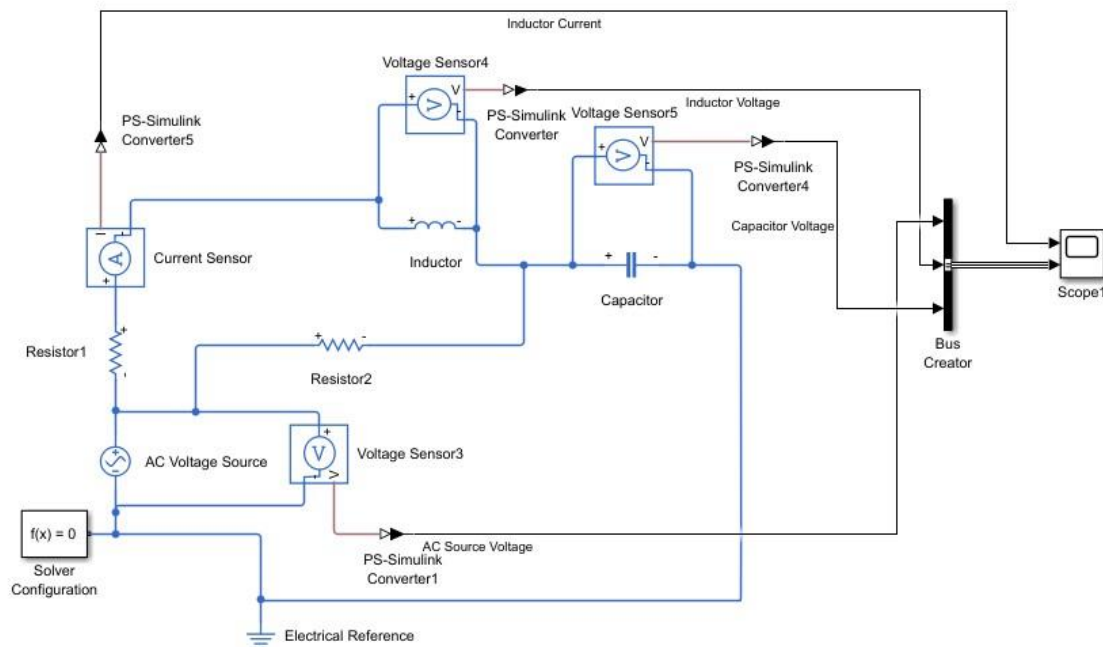 Inductor Current
Voltage Sensor4
V
+
V
-
Inductor Voltage
PS-Simulink
Converter5
PS-Simulink
Converter
Voltage Sensor5
V
+
V
-
PS-Simulink
Converter4
Capacitor Voltage
I
-
A
+
Current Sensor
+
-
Inductor
+
-
Capacitor
Scope1
Bus
Creator
+
-
Resistor1
+
-
Resistor2
+
V
-
V
Voltage Sensor3
AC Voltage Source
f(x) = 0
Solver
Configuration
AC Source Voltage
PS-Simulink
Converter1
Electrical Reference